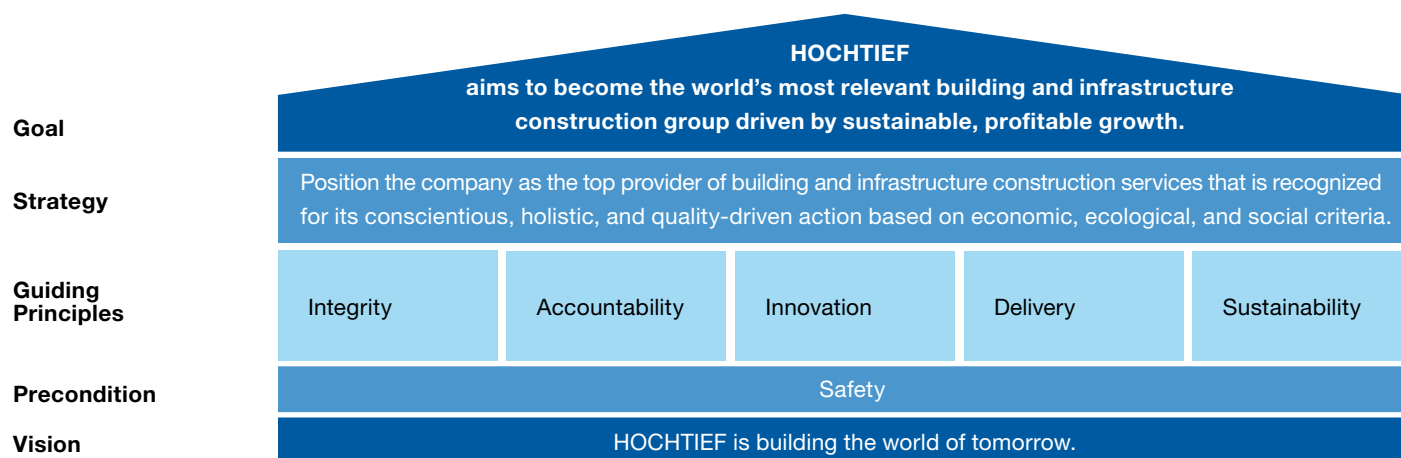 HOCHTIEF
aims to become the world's most relevant building and infrastructure
construction group driven by sustainable, profitable growth.
Goal
Strategy
Position the company as the top provider of building and infrastructure construction services that is recognized
for its conscientious, holistic, and quality-driven action based on economic, ecological, and social criteria.
Guiding
Principles
Integrity
Accountability
Innovation
Delivery
Sustainability
Precondition
Safety
Vision
HOCHTIEF is building the world of tomorrow.